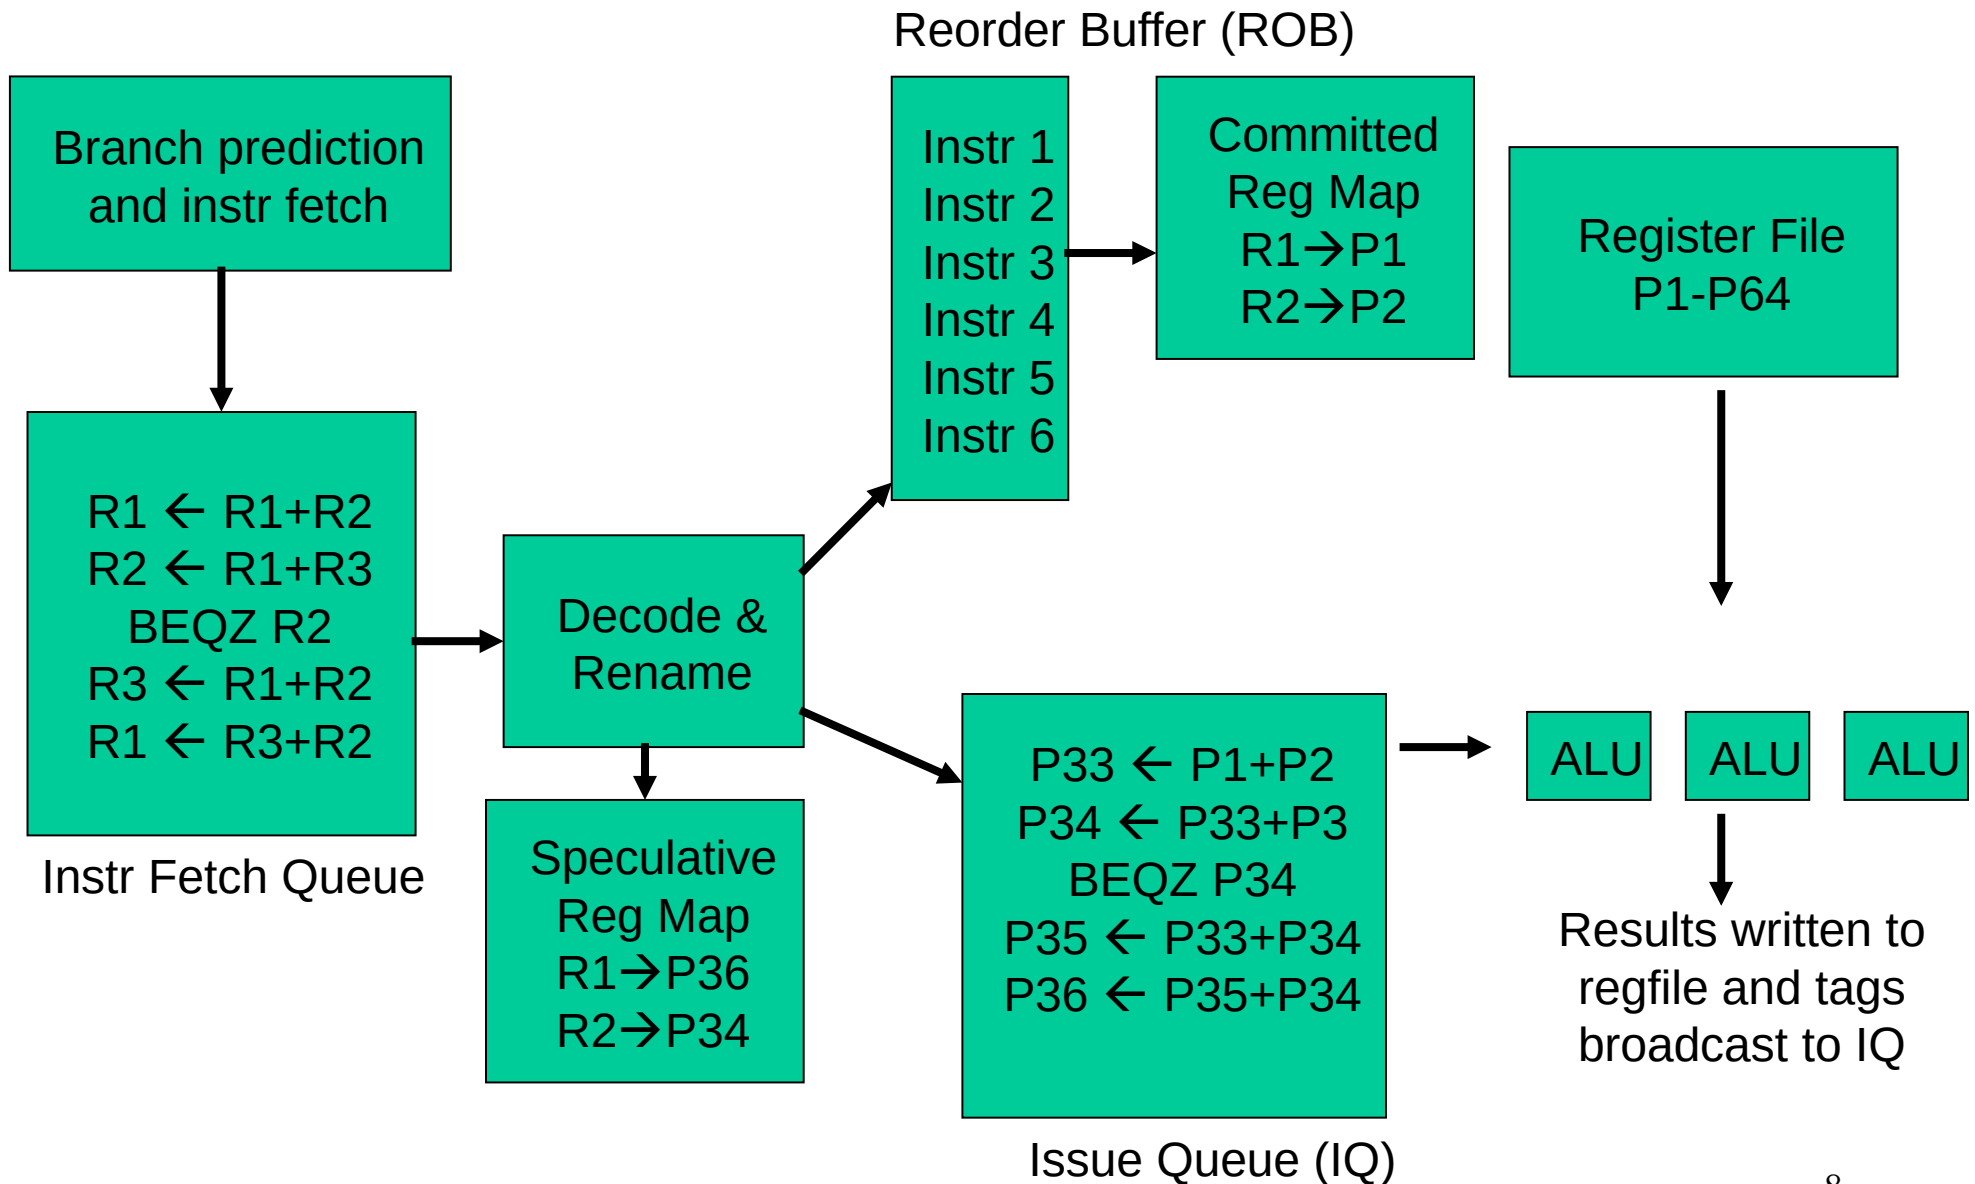 Reorder Buffer (ROB)
Branch prediction
and instr fetch
Instr 1
Instr 2
Instr 3
Instr 4
Instr 5
Instr 6
Committed
Reg Map
R1→P1
R2→P2
Register File
P1-P64
R1 ← R1+R2
R2 ← R1+R3
BEQZ R2
R3 ← R1+R2
R1 ← R3+R2
Instr Fetch Queue
Decode &
Rename
Speculative
Reg Map
R1→P36
R2→P34
P33 ← P1+P2
P34 ← P33+P3
BEQZ P34
P35 ← P33+P34
P36 ← P35+P34
Issue Queue (IQ)
ALU
ALU
ALU
Results written to
regfile and tags
broadcast to IQ